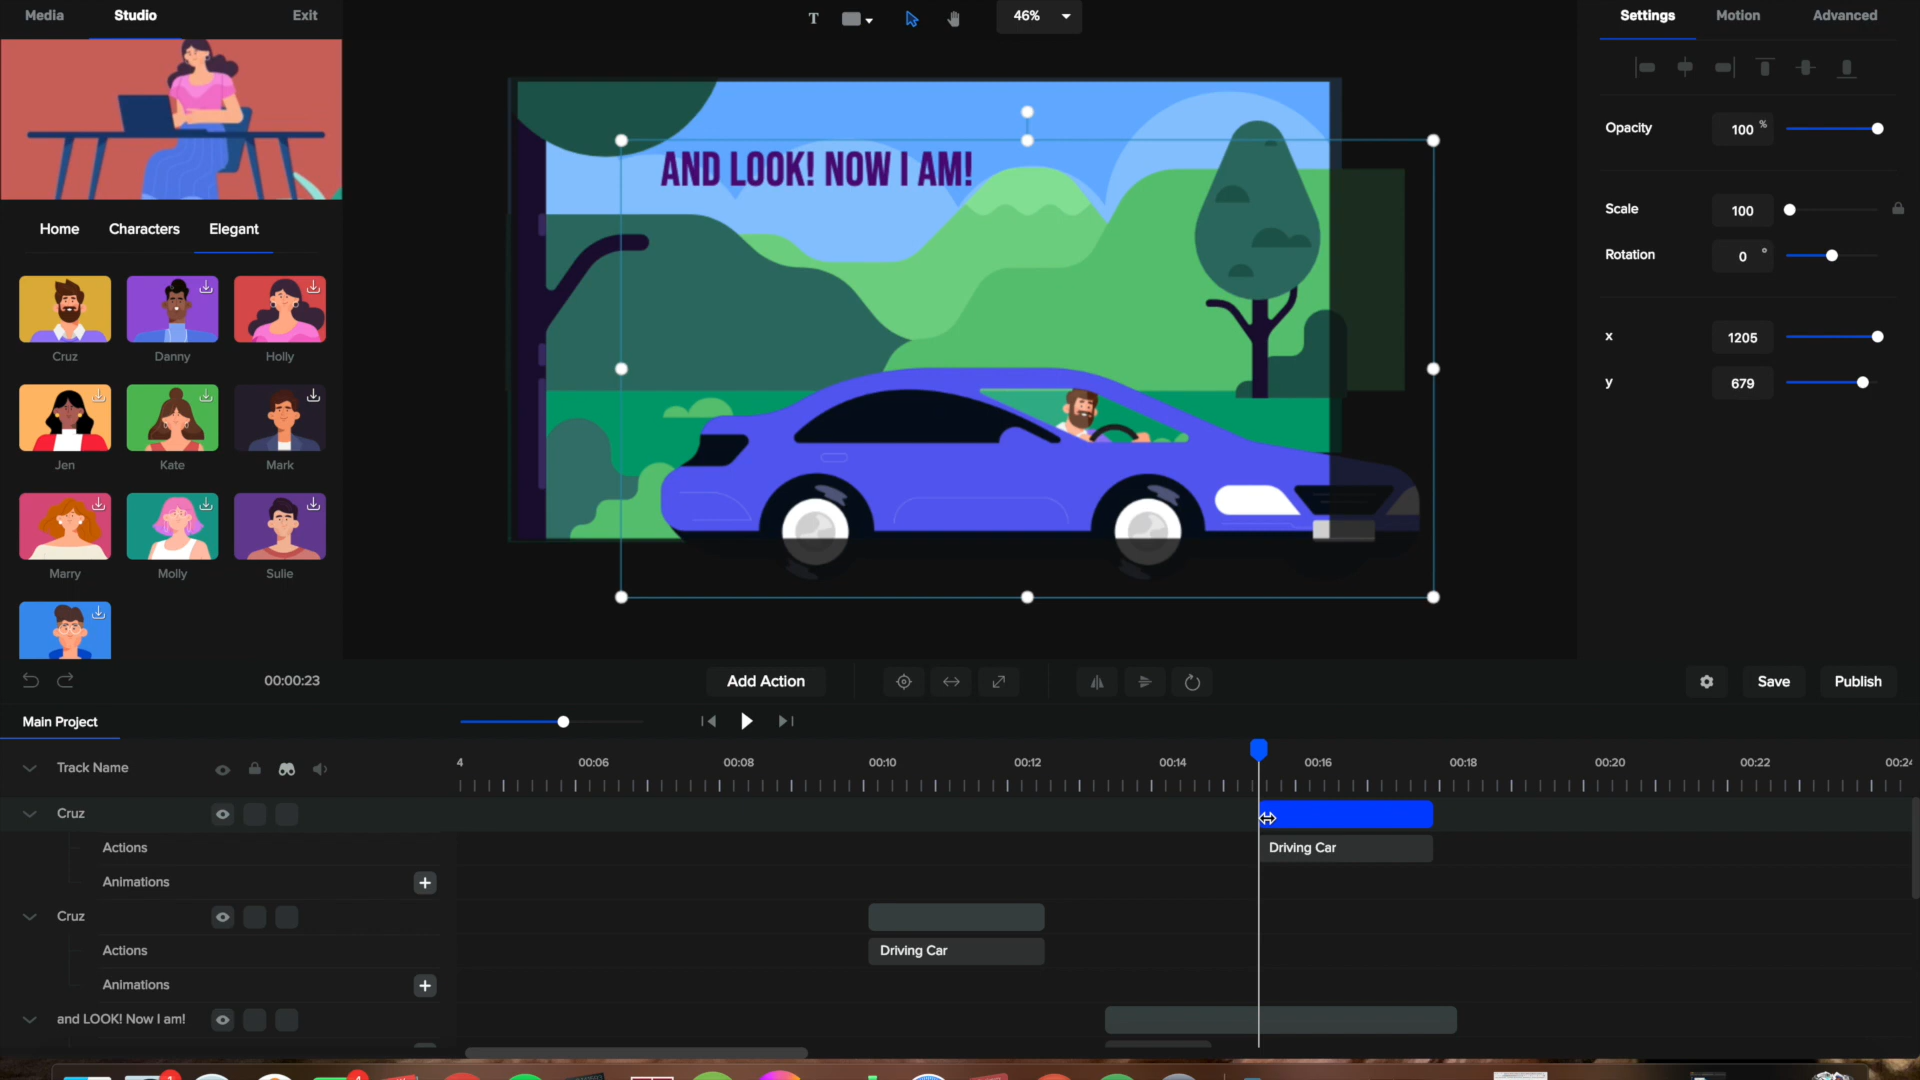 Media Studio Exit
T 46%
Settings Motion Advanced
AND LOOK! NOW I AM!
Opacity 100 %
Scale 100
Rotation 0 °
x 1205
y 679
Home Characters Elegant
Cruz Danny Holly
Jen Kate Mark
Marry Molly Sulie
00:00:23
Add Action
Save Publish
Main Project
Track Name
4 00:06 00:08 00:10 00:12 00:14 00:16 00:18 00:20 00:22 00:24
Cruz
Actions Driving Car
Animations
Cruz
Actions Driving Car
Animations
and LOOK! Now I am!